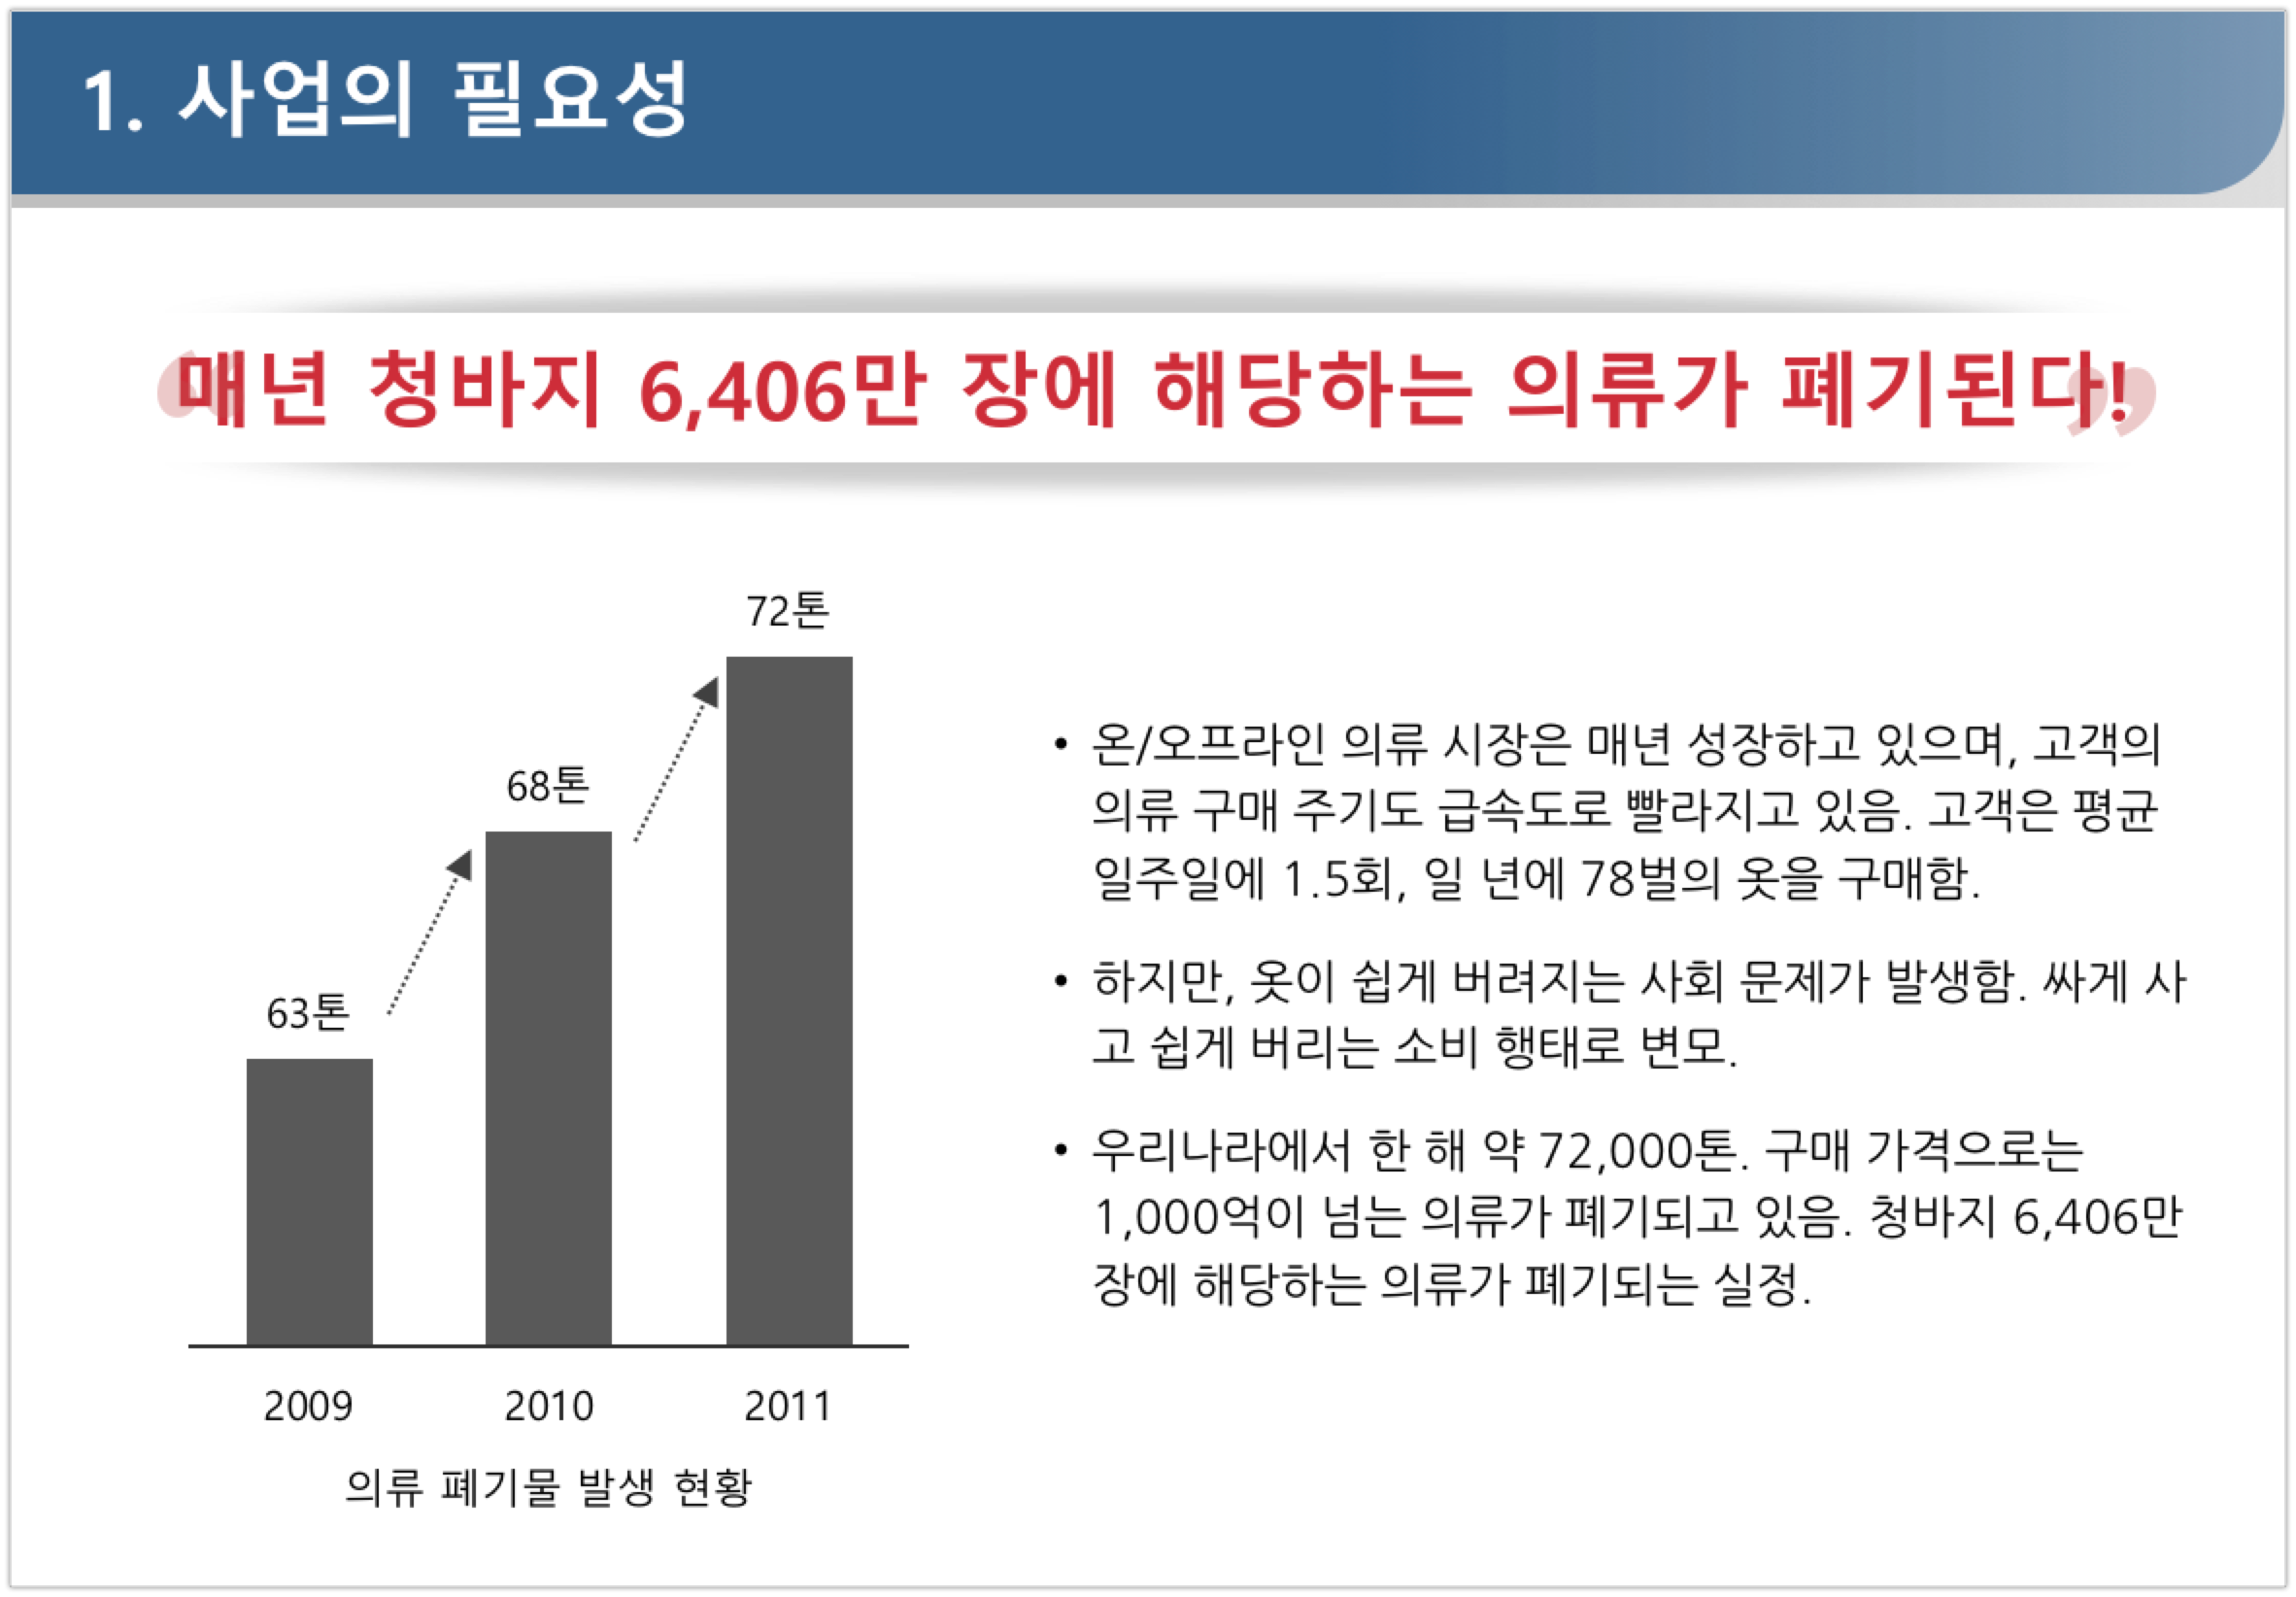 1. 사업의 필요성
“매년 청바지 6,406만 장에 해당하는 의류가 폐기된다!”
72톤
68톤
63톤
2009 2010 2011
의류 폐기물 발생 현황
• 온/오프라인 의류 시장은 매년 성장하고 있으며, 고객의
의류 구매 주기도 급속도로 빨라지고 있음. 고객은 평균
일주일에 1.5회, 일 년에 78벌의 옷을 구매함.
• 하지만, 옷이 쉽게 버려지는 사회 문제가 발생함. 싸게 사
고 쉽게 버리는 소비 행태로 변모.
• 우리나라에서 한 해 약 72,000톤. 구매 가격으로는
1,000억이 넘는 의류가 폐기되고 있음. 청바지 6,406만
장에 해당하는 의류가 폐기되는 실정.